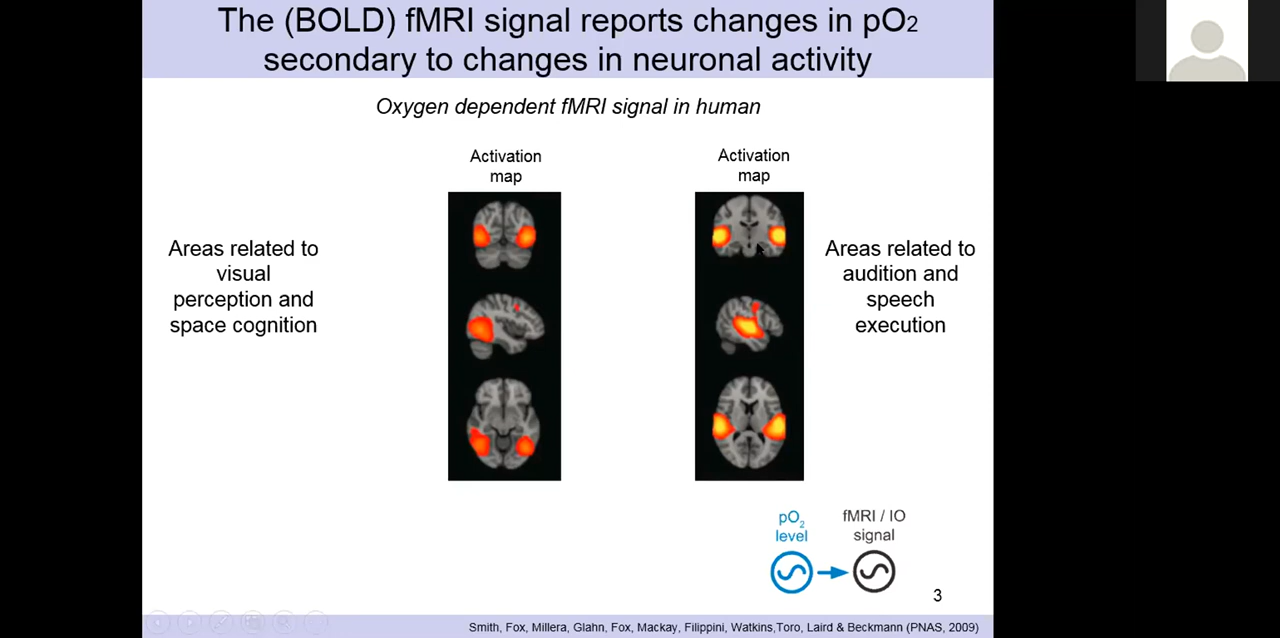 The (BOLD) fMRI signal reports changes in pO2
secondary to changes in neuronal activity
Oxygen dependent fMRI signal in human
Activation
map
Activation
map
Areas related to
visual
perception and
space cognition
Areas related to
audition and
speech
execution
pO2
level
fMRI / IO
signal
3
Smith, Fox, Millera, Glahn, Fox, Mackay, Filippini, Watkins,Toro, Laird & Beckmann (PNAS, 2009)